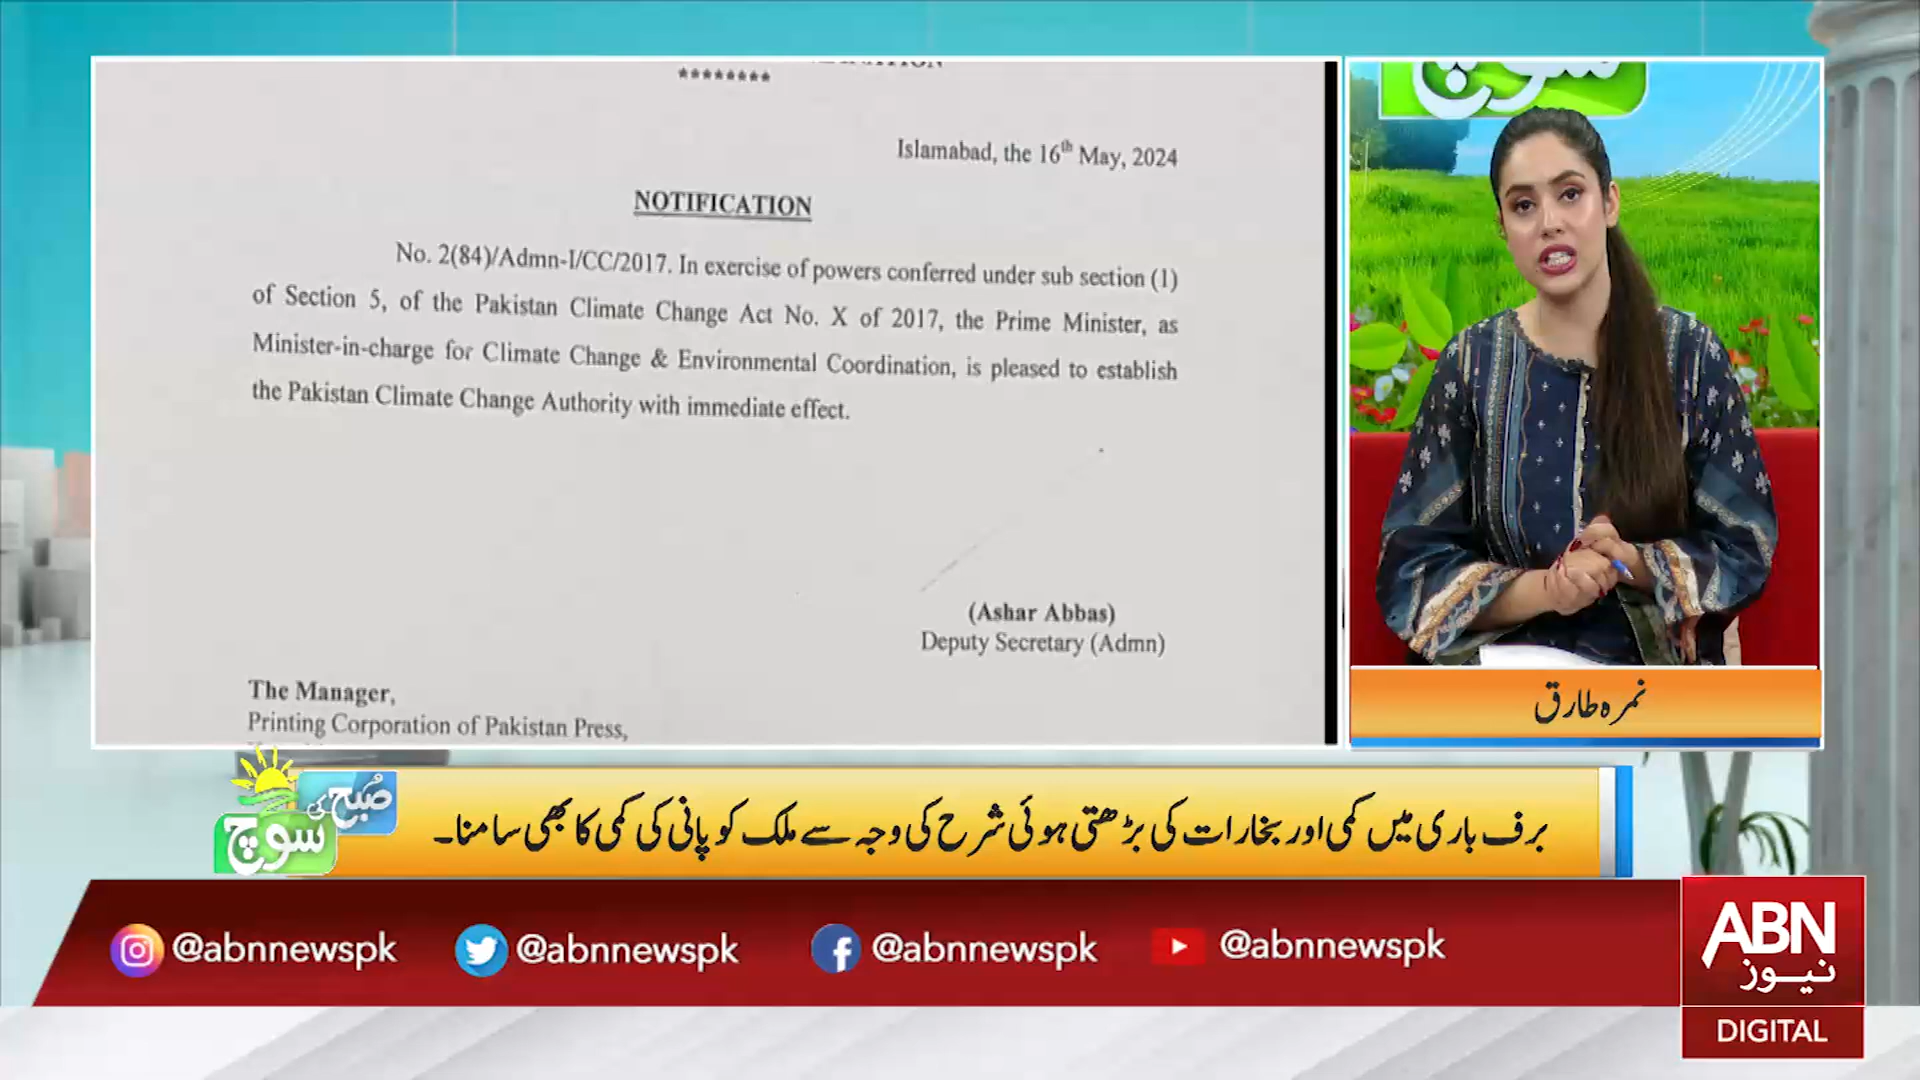 ********
Islamabad, the 16th May, 2024
NOTIFICATION
No. 2(84)/Admn-I/CC/2017. In exercise of powers conferred under sub section (1)
of Section 5, of the Pakistan Climate Change Act No. X of 2017, the Prime Minister, as
Minister-in-charge for Climate Change & Environmental Coordination, is pleased to establish
the Pakistan Climate Change Authority with immediate effect.
(Ashar Abbas)
Deputy Secretary (Admn)
The Manager,
Printing Corporation of Pakistan Press,
سوچ
نمرہ طارق
صُبح کی
سوچ
برف باری میں کمی اور بخارات کی بڑھتی ہوئی شرح کی وجہ سے ملک کو پانی کی کمی کا بھی سامنا۔
@abnnewspk
@abnnewspk
@abnnewspk
@abnnewspk
ABN
نیوز
DIGITAL